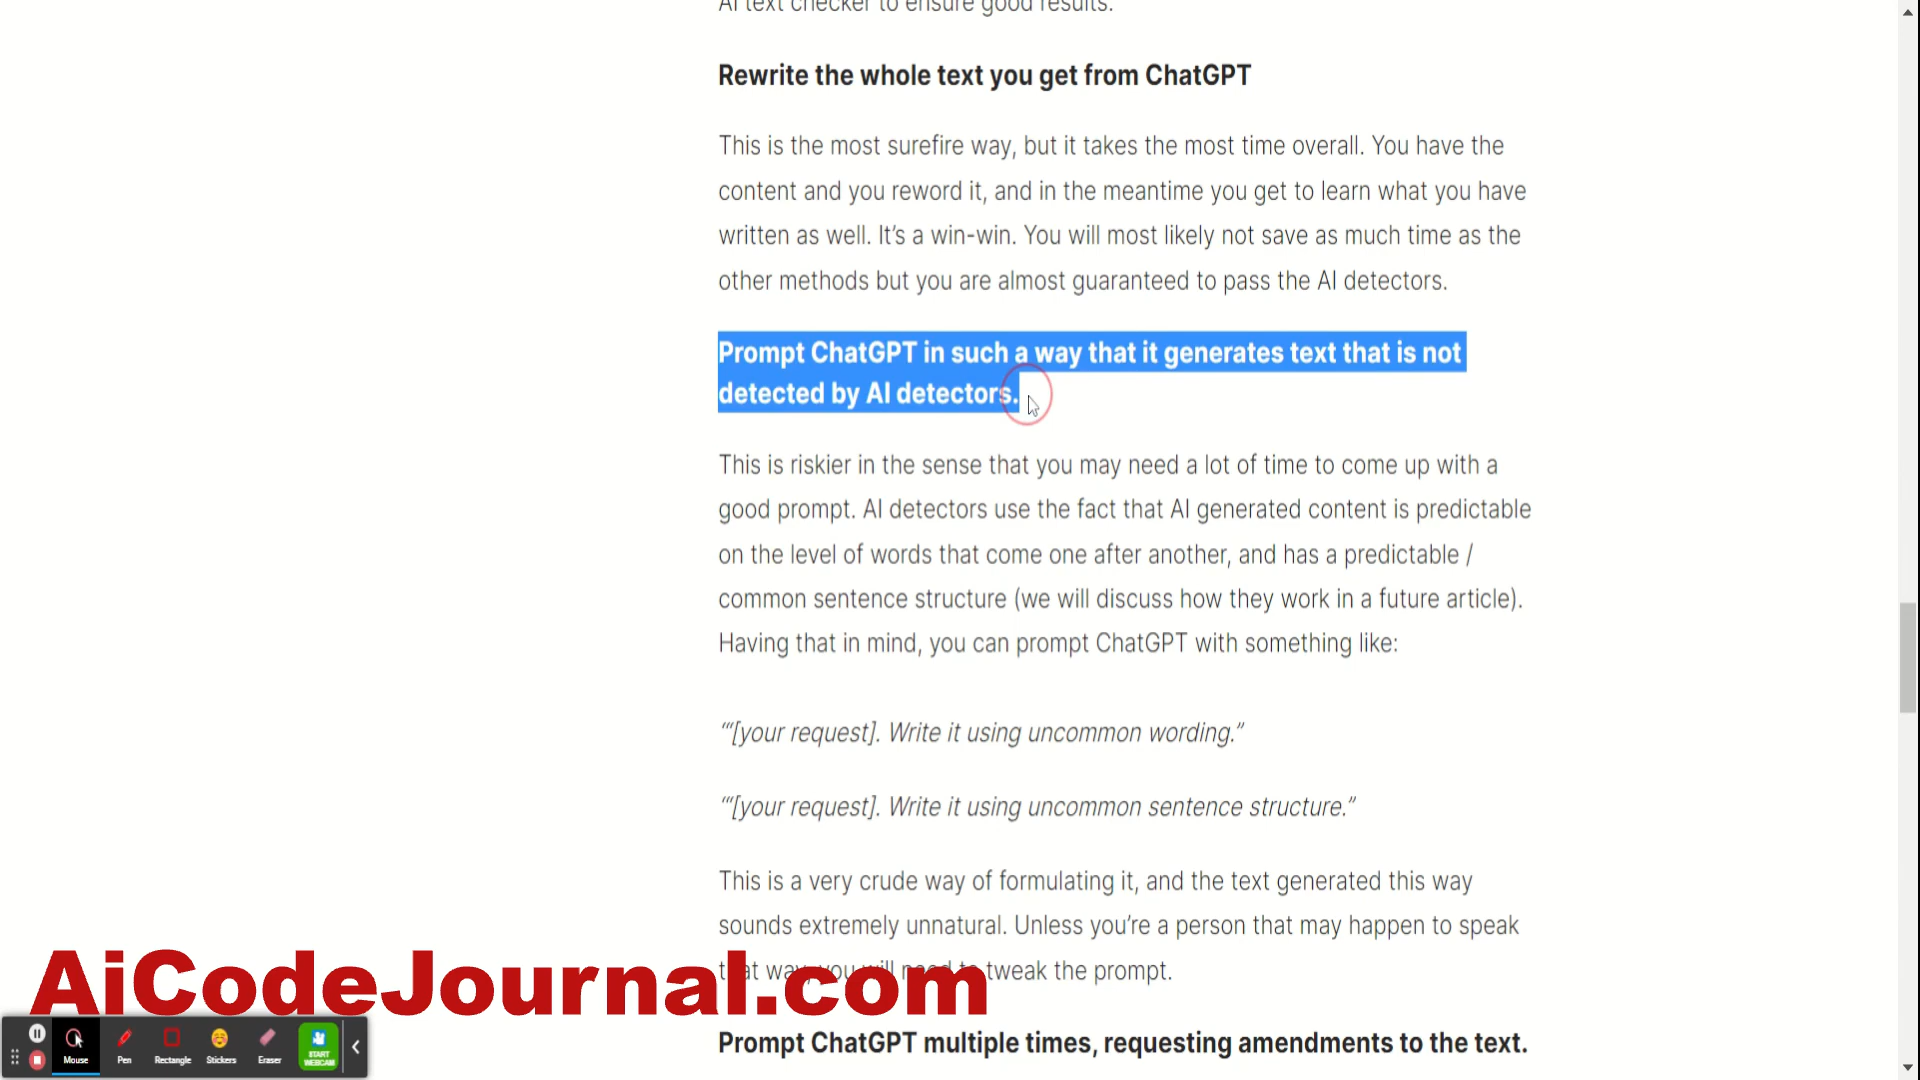 AI text checker to ensure good results.
Rewrite the whole text you get from ChatGPT
This is the most surefire way, but it takes the most time overall. You have the
content and you reword it, and in the meantime you get to learn what you have
written as well. It’s a win-win. You will most likely not save as much time as the
other methods but you are almost guaranteed to pass the AI detectors.
Prompt ChatGPT in such a way that it generates text that is not
detected by AI detectors.
This is riskier in the sense that you may need a lot of time to come up with a
good prompt. AI detectors use the fact that AI generated content is predictable
on the level of words that come one after another, and has a predictable /
common sentence structure (we will discuss how they work in a future article).
Having that in mind, you can prompt ChatGPT with something like:
“‘[your request]. Write it using uncommon wording.”
“‘[your request]. Write it using uncommon sentence structure.”
This is a very crude way of formulating it, and the text generated this way
sounds extremely unnatural. Unless you’re a person that may happen to speak
that way, you will need to tweak the prompt.
AiCodeJournal.com
Prompt ChatGPT multiple times, requesting amendments to the text.
Mouse
Pen
Rectangle
Stickers
Eraser
START
WEBCAM